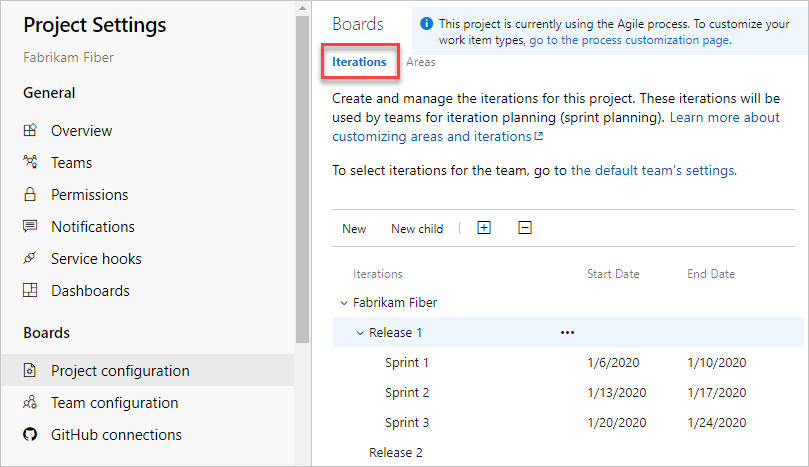 Project Settings
Fabrikam Fiber
General
Overview
Teams
Permissions
Notifications
Service hooks
Dashboards
Boards
Project configuration
Team configuration
GitHub connections
Boards
This project is currently using the Agile process. To customize your
work item types, go to the process customization page.
Iterations Areas
Create and manage the iterations for this project. These iterations will be
used by teams for iteration planning (sprint planning). Learn more about
customizing areas and iterations
To select iterations for the team, go to the default team's settings.
New New child
Iterations Start Date End Date
Fabrikam Fiber
Release 1 •••
Sprint 1 1/6/2020 1/10/2020
Sprint 2 1/13/2020 1/17/2020
Sprint 3 1/20/2020 1/24/2020
Release 2